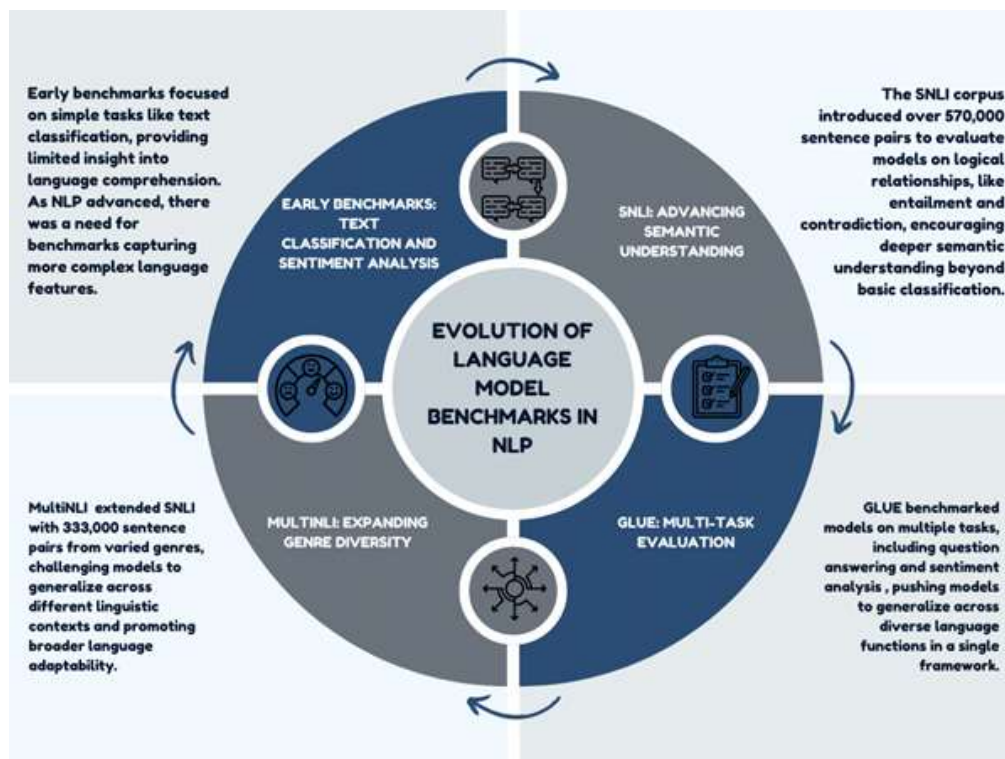 Early benchmarks focused
on simple tasks like text
classification, providing
limited insight into
language comprehension.
As NLP advanced, there
was a need for
benchmarks capturing
more complex language
features.
EARLY BENCHMARKS:
TEXT
CLASSIFICATION AND
SENTIMENT ANALYSIS
SNLI: ADVANCING
SEMANTIC
UNDERSTANDING
The SNLI corpus
introduced over 570,000
sentence pairs to evaluate
models on logical
relationships, like
entailment and
contradiction, encouraging
deeper semantic
understanding beyond
basic classification.
EVOLUTION OF
LANGUAGE
MODEL
BENCHMARKS IN
NLP
MultiNLI extended SNLI
with 333,000 sentence
pairs from varied genres,
challenging models to
generalize across
different linguistic
contexts and promoting
broader language
adaptability.
MULTINLI: EXPANDING
GENRE DIVERSITY
GLUE: MULTI-TASK
EVALUATION
GLUE benchmarked
models on multiple tasks,
including question
answering and sentiment
analysis , pushing models
to generalize across
diverse language
functions in a single
framework.